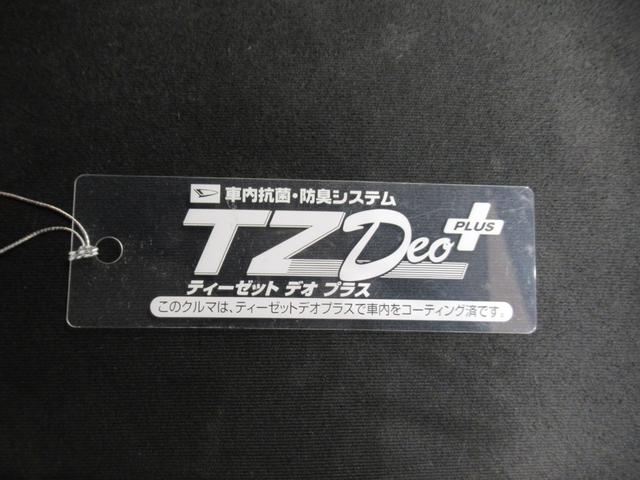 車内抗菌・防臭システム
TZ Deo PLUS
ティーゼット デオ プラス
このクルマは、ティーゼットデオプラスで車内をコーティング済です。